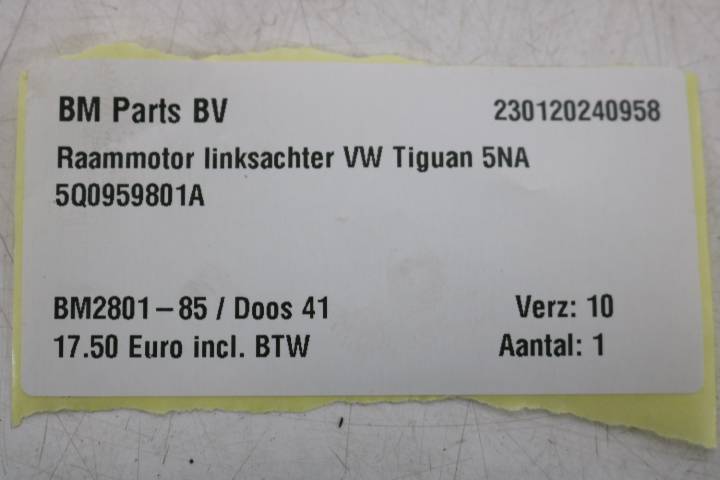 BM Parts BV 230120240958
Raammotor linksachter VW Tiguan 5NA
5Q0959801A
BM2801-85 / Doos 41 Verz: 10
17.50 Euro incl. BTW Aantal: 1